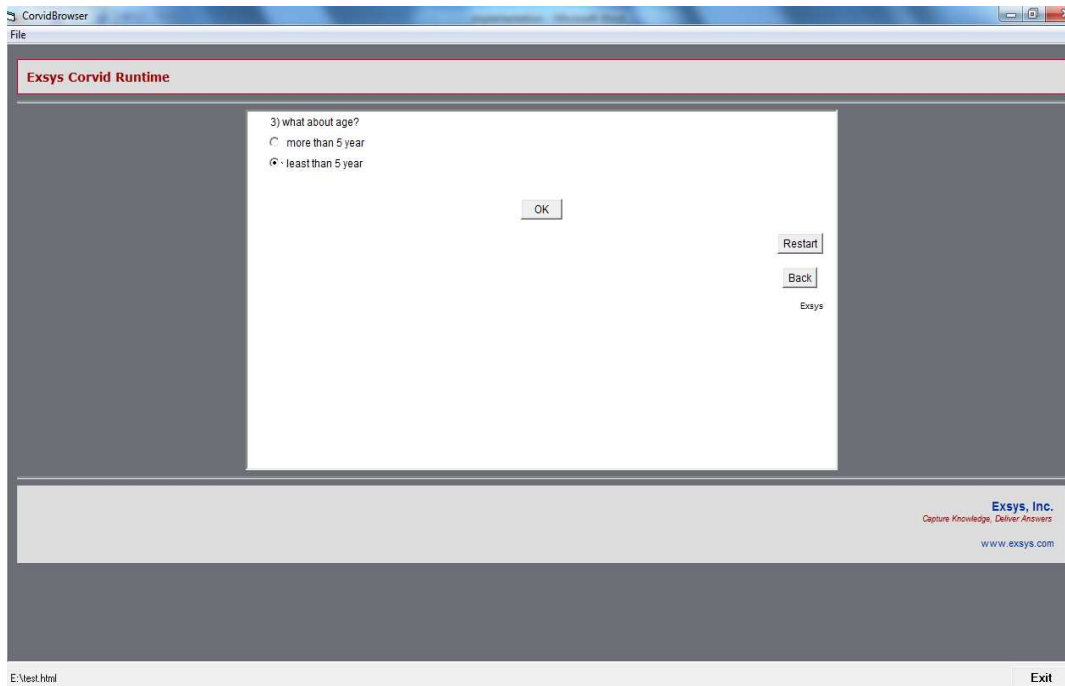 CorvidBrowser
File
Exsys Corvid Runtime
3) what about age?
more than 5 year
least than 5 year
OK
Restart
Back
Exsys
Exsys, Inc.
Capture Knowledge, Deliver Answers
www.exsys.com
E:\test.html
Exit